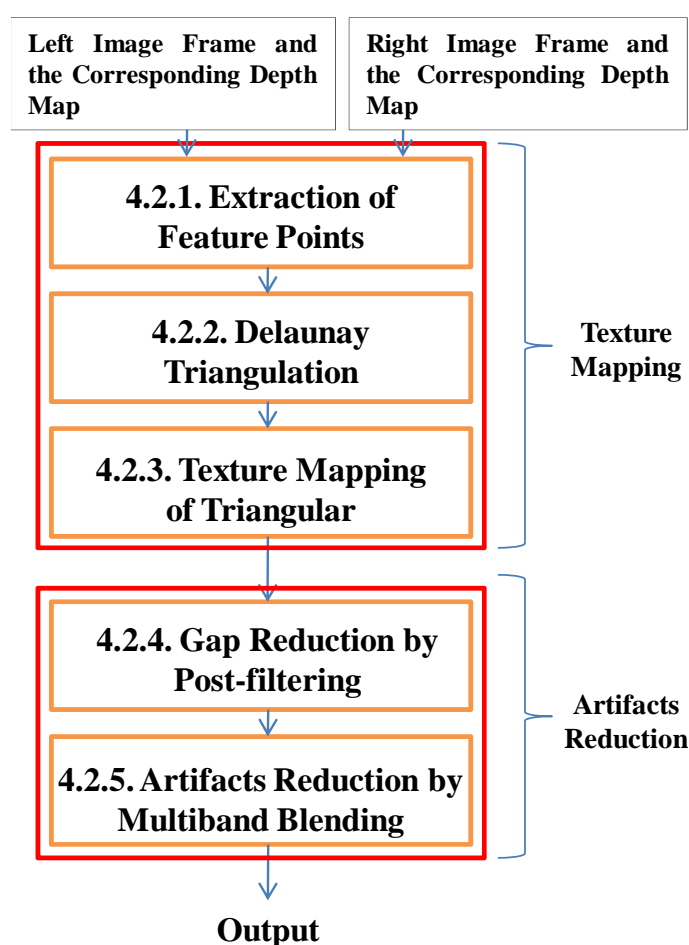 Left Image Frame and
the Corresponding Depth
Map
Right Image Frame and
the Corresponding Depth
Map
4.2.1. Extraction of
Feature Points
4.2.2. Delaunay
Triangulation
4.2.3. Texture Mapping
of Triangular
Texture
Mapping
4.2.4. Gap Reduction by
Post-filtering
4.2.5. Artifacts Reduction by
Multiband Blending
Artifacts
Reduction
Output